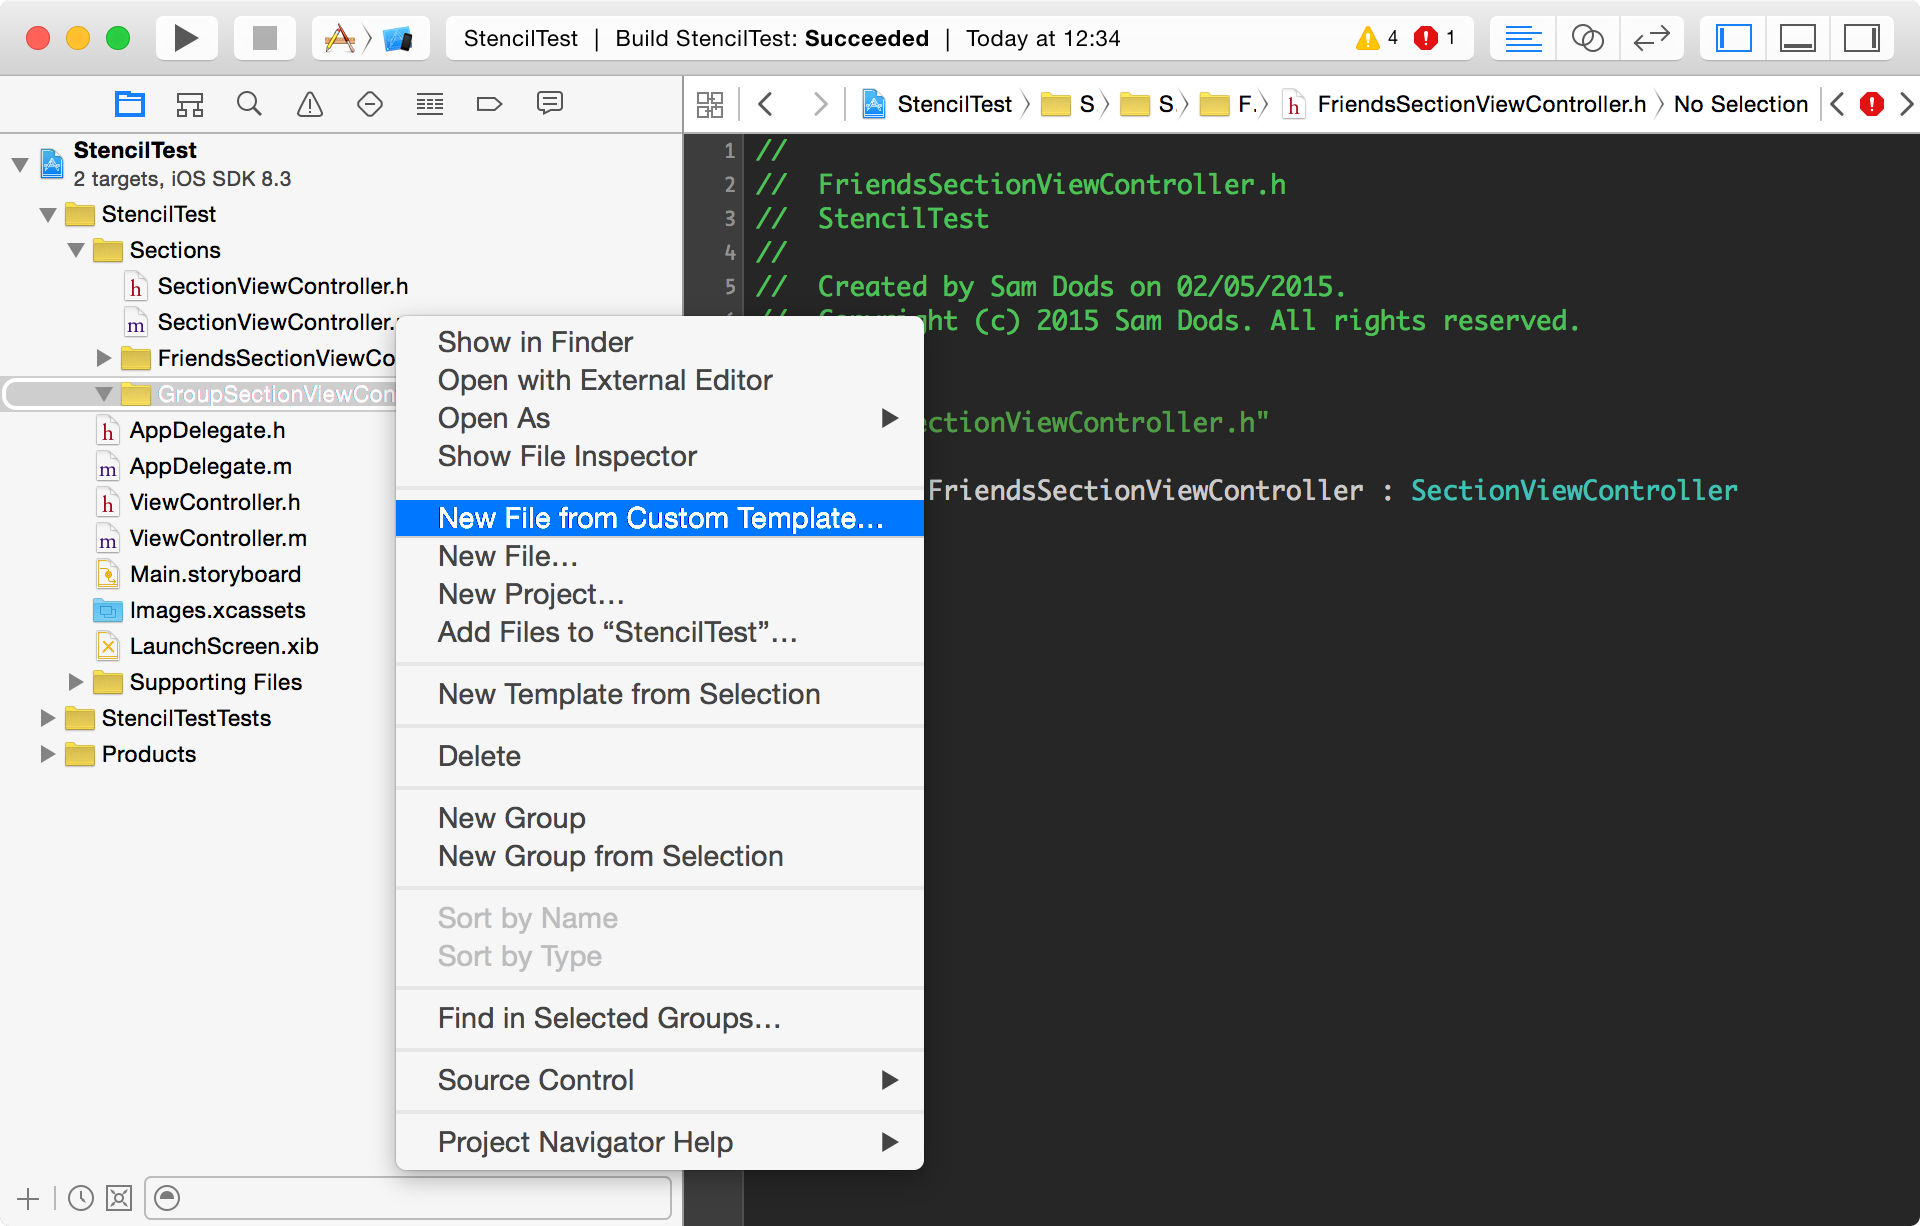 StencilTest | Build StencilTest: Succeeded | Today at 12:34 4 1
StencilTest S S F. h FriendsSectionViewController.h No Selection
StencilTest
2 targets, iOS SDK 8.3
StencilTest
Sections
h SectionViewController.h
m SectionViewController.
FriendsSectionViewCo
GroupSectionViewCon
h AppDelegate.h
m AppDelegate.m
h ViewController.h
m ViewController.m
Main.storyboard
Images.xcassets
LaunchScreen.xib
Supporting Files
StencilTestTests
Products
Show in Finder
Open with External Editor
Open As
Show File Inspector
New File from Custom Template...
New File...
New Project...
Add Files to “StencilTest”...
New Template from Selection
Delete
New Group
New Group from Selection
Sort by Name
Sort by Type
Find in Selected Groups...
Source Control
Project Navigator Help
1 //
2 // FriendsSectionViewController.h
3 // StencilTest
4 //
5 // Created by Sam Dods on 02/05/2015.
// Copyright (c) 2015 Sam Dods. All rights reserved.
ctionViewController.h"
FriendsSectionViewController : SectionViewController